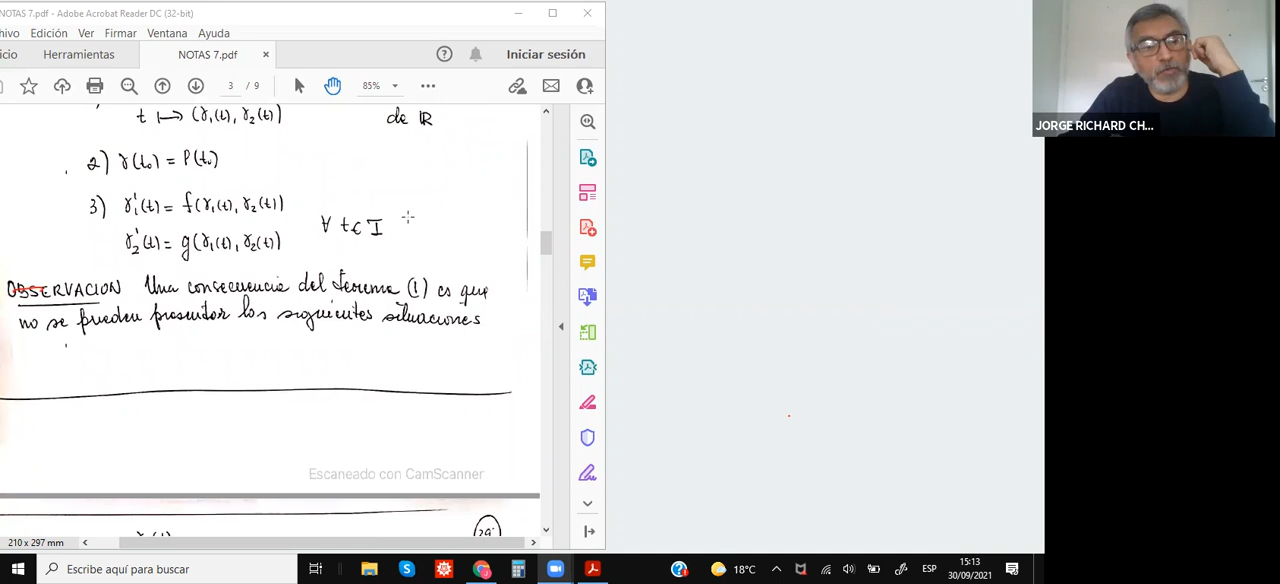 NOTAS 7.pdf - Adobe Acrobat Reader DC (32-bit)
hivo Edición Ver Firmar Ventana Ayuda
icio Herramientas NOTAS 7.pdf × Iniciar sesión
3 / 9 85%
t ↦ (γ₁(t), γ₂(t)) de ℝ
2) γ(t₀) = P(t₀)
3) γ₁'(t) = f(γ₁(t), γ₂(t))
∀ t ∈ I
γ₂'(t) = g(γ₁(t), γ₂(t))
OBSERVACION Una consecuencia del Teorema (1) es que
no se pueden presentar los siguientes situaciones
Escaneado con CamScanner
29
210 x 297 mm
JORGE RICHARD CH...
Escribe aquí para buscar
18°C ESP 15:13
30/09/2021